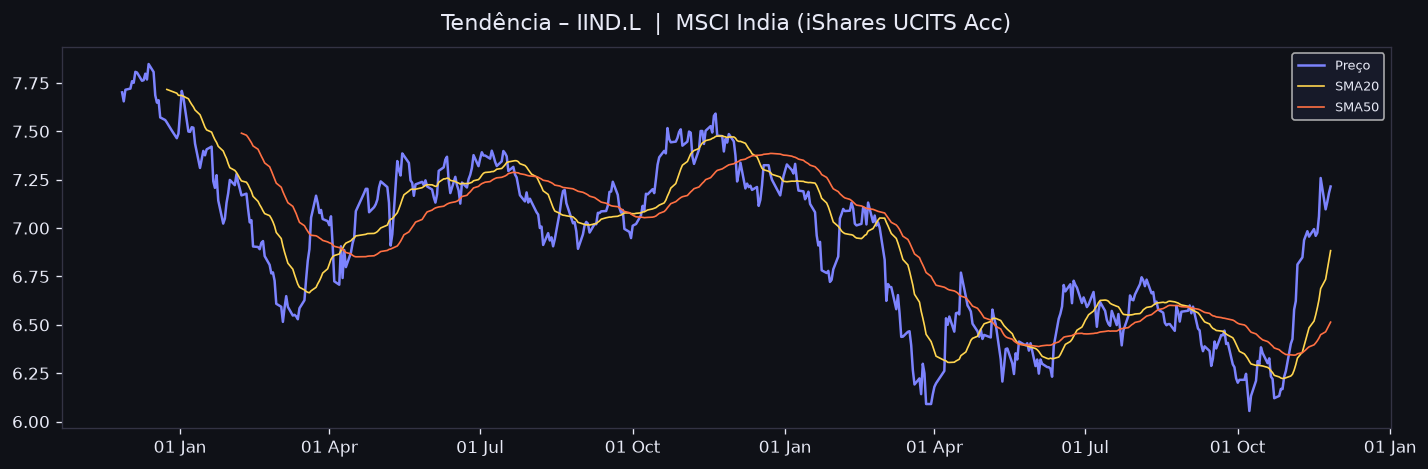 Tendência – IIND.L | MSCI India (iShares UCITS Acc)
Preço
SMA20
SMA50
7.75
7.50
7.25
7.00
6.75
6.50
6.25
6.00
01 Jan 01 Apr 01 Jul 01 Oct 01 Jan 01 Apr 01 Jul 01 Oct 01 Jan